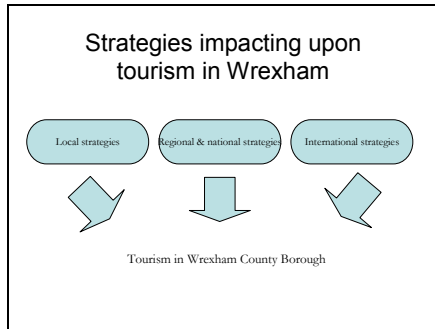 Strategies impacting upon
tourism in Wrexham
Local strategies
Regional & national strategies
International strategies
Tourism in Wrexham County Borough